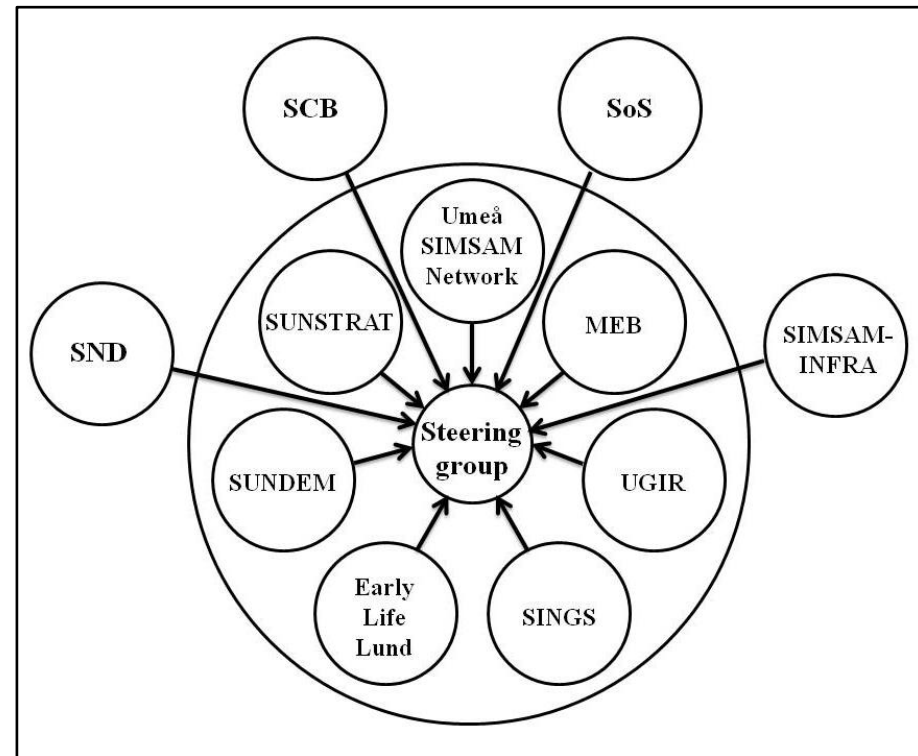 SCB
SoS
Umeå
SIMSAM
Network
SUNSTRAT
MEB
SND
SIMSAM-
INFRA
Steering
group
SUNDEM
UGIR
Early
Life
Lund
SINGS